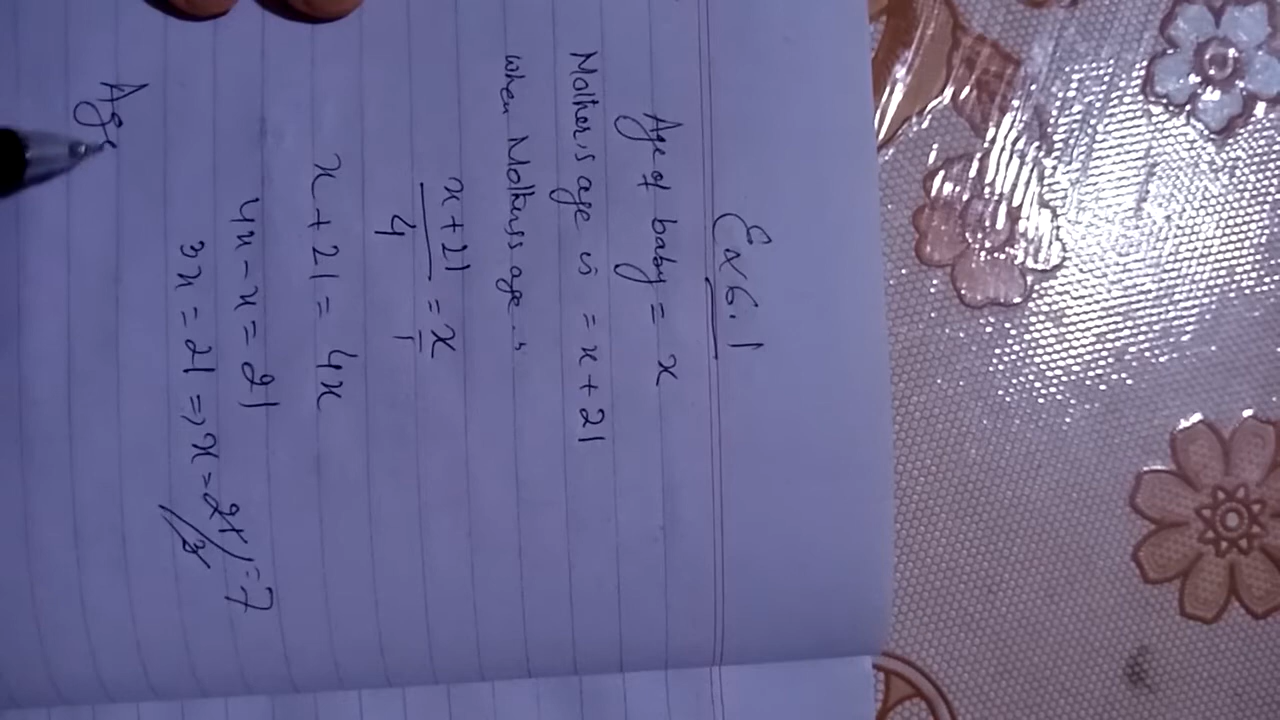 Ex 6.1
Age of baby = x
Mother,s age is = x + 21
when Mother,s age is
x + 21 / 4 = x / 1
x + 21 = 4x
4x - x = 21
3x = 21 => x = 21/3 = 7
Age